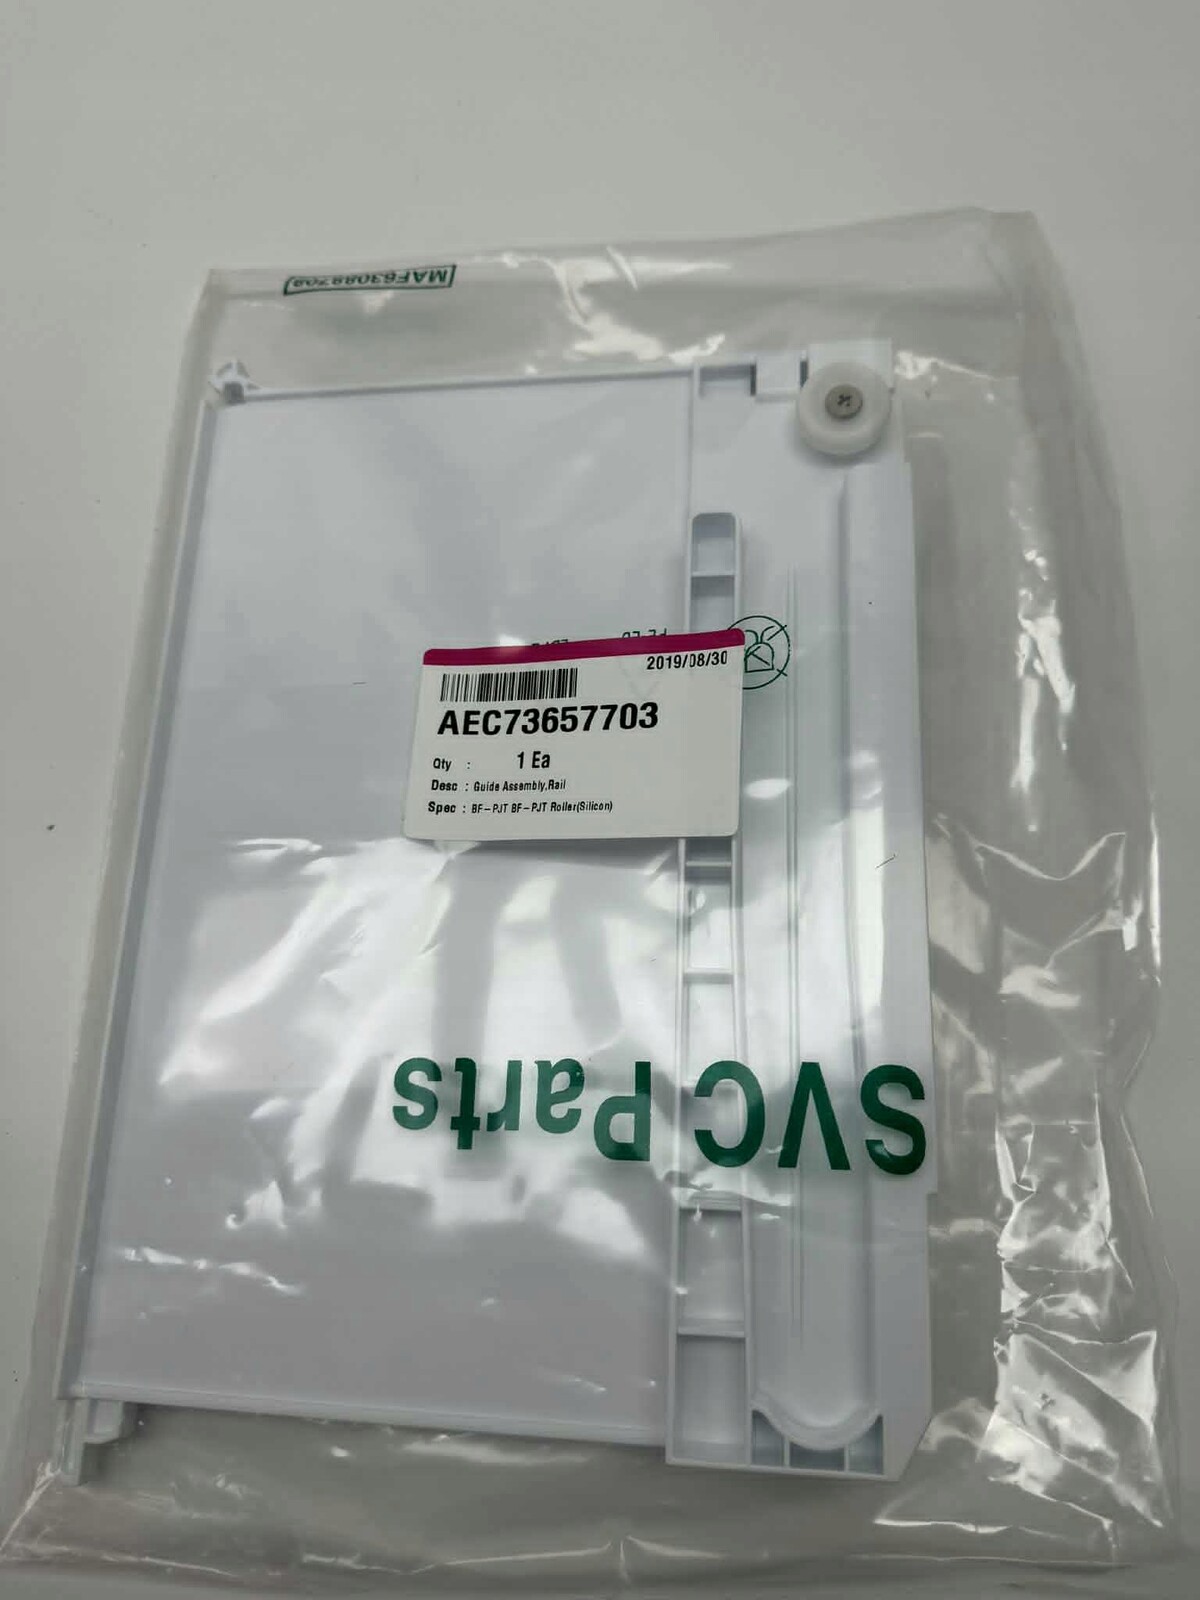 MAF63088709
2019/08/30
AEC73657703
Qty : 1 Ea
Desc : Guide Assembly,Rail
Spec : BF-PJT BF-PJT Roller(Silicon)
SVC Parts